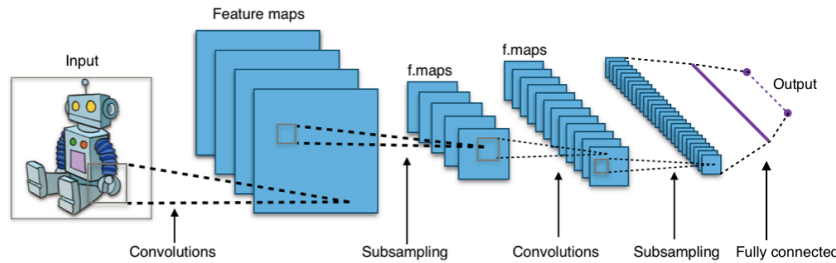 Feature maps
Input
f.maps
f.maps
Output
Convolutions
Subsampling
Convolutions
Subsampling
Fully connected